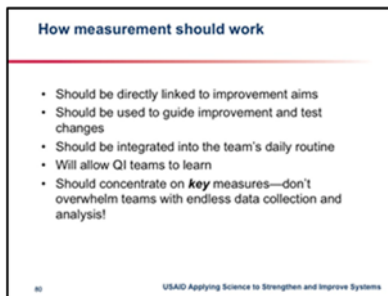 How measurement should work
• Should be directly linked to improvement aims
• Should be used to guide improvement and test
changes
• Should be integrated into the team's daily routine
• Will allow QI teams to learn
• Should concentrate on key measures—don't
overwhelm teams with endless data collection and
analysis!
80
USAID Applying Science to Strengthen and Improve Systems